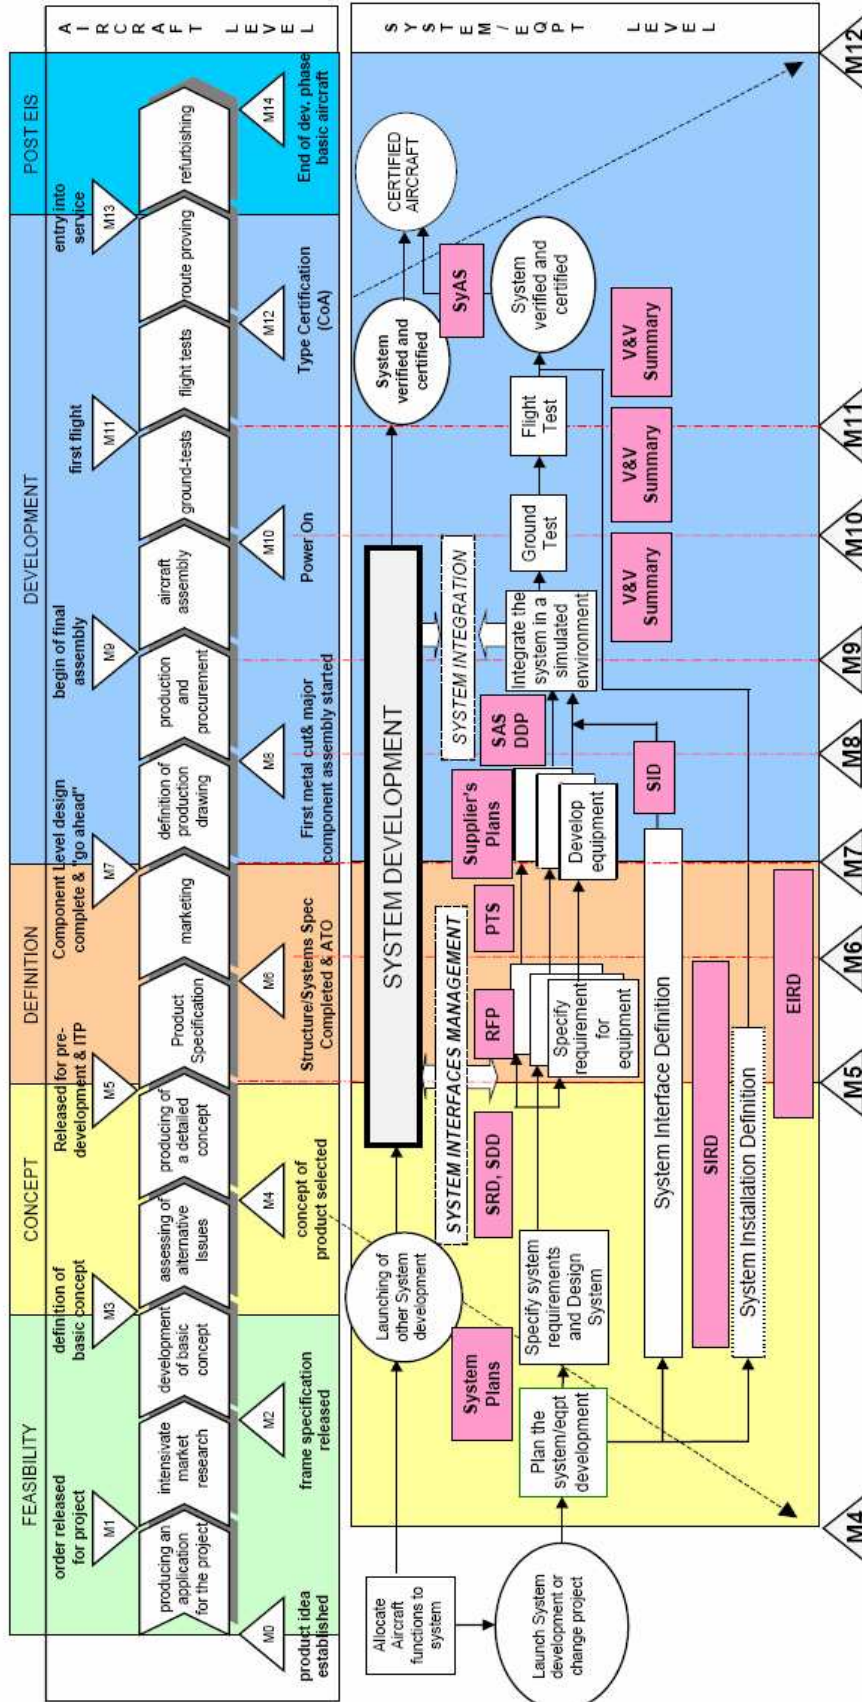 FEASIBILITY
CONCEPT
DEFINITION
DEVELOPMENT
POST EIS
order released
for project
M1
definition of
basic concept
M3
Released for pre-
development & ITP
M5
Component Level design
complete & "go ahead"
M7
begin of final
assembly
M9
first flight
M11
entry into
service
M13
producing an
application
for the project
intensivate
market
research
development
of basic
concept
assessing of
alternative
Issues
producing of
a detailed
concept
Product
Specification
marketing
definition of
production
drawing
production
and
procurement
aircraft
assembly
ground-tests
flight tests
route proving
refurbishing
M0
product idea
established
M2
frame specification
released
M4
concept of
product selected
M6
Structure/Systems Spec
Completed & ATO
M8
First metal cut& major
component assembly started
M10
Power On
M12
Type Certification
(CoA)
M14
End of dev. phase
basic aircraft
AIRCRAFT LEVEL
SYSTEM/EQPT LEVEL
Allocate
Aircraft
functions to
system
Launch System
development or
change project
Launching of
other System
development
SYSTEM DEVELOPMENT
System
verified and
certified
CERTIFIED
AIRCRAFT
SYSTEM INTERFACES MANAGEMENT
SYSTEM INTEGRATION
SyAS
System
Plans
SRD, SDD
RFP
PTS
Supplier's
Plans
SAS
DDP
Plan the
system/eqpt
development
Specify system
requirements
and Design
System
Specify
requirement
for
equipment
Develop
equipment
Integrate the
system in a
simulated
environment
Ground
Test
Flight
Test
System
verified and
certified
System Interface Definition
SID
V&V
Summary
V&V
Summary
V&V
Summary
SIRD
System Installation Definition
EIRD
M4
M5
M6
M7
M8
M9
M10
M11
M12